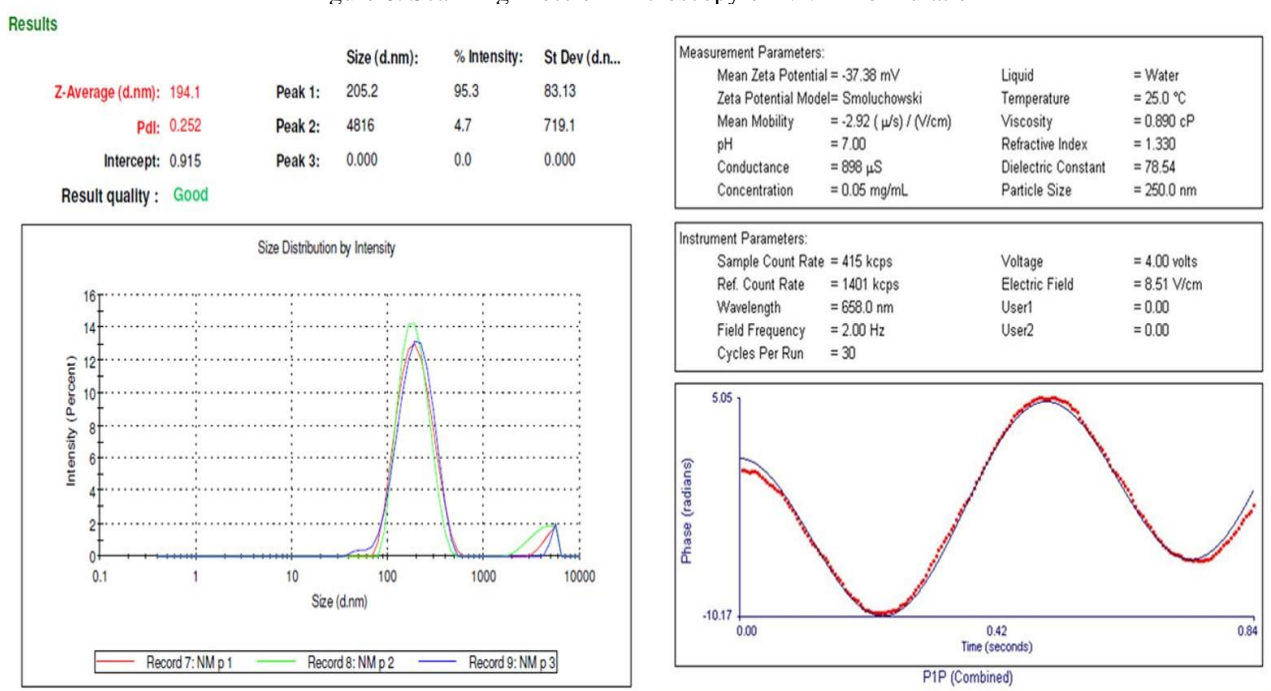 Results
Size (d.nm): % Intensity: St Dev (d.n...
Z-Average (d.nm): 194.1 Peak 1: 205.2 95.3 83.13
PdI: 0.252 Peak 2: 4816 4.7 719.1
Intercept: 0.915 Peak 3: 0.000 0.0 0.000
Result quality : Good
Size Distribution by Intensity
Intensity (Percent)
16
14
12
10
8
6
4
2
0
0.1 1 10 100 1000 10000
Size (d.nm)
Record 7: NM p 1 Record 8: NM p 2 Record 9: NM p 3
Measurement Parameters:
Mean Zeta Potential = -37.38 mV Liquid = Water
Zeta Potential Model= Smoluchowski Temperature = 25.0 °C
Mean Mobility = -2.92 ( μ/s) / (V/cm) Viscosity = 0.890 cP
pH = 7.00 Refractive Index = 1.330
Conductance = 898 μS Dielectric Constant = 78.54
Concentration = 0.05 mg/mL Particle Size = 250.0 nm
Instrument Parameters:
Sample Count Rate = 415 kcps Voltage = 4.00 volts
Ref. Count Rate = 1401 kcps Electric Field = 8.51 V/cm
Wavelength = 658.0 nm User1 = 0.00
Field Frequency = 2.00 Hz User2 = 0.00
Cycles Per Run = 30
5.05
Phase (radians)
-10.17
0.00 0.42 0.84
Time (seconds)
P1P (Combined)